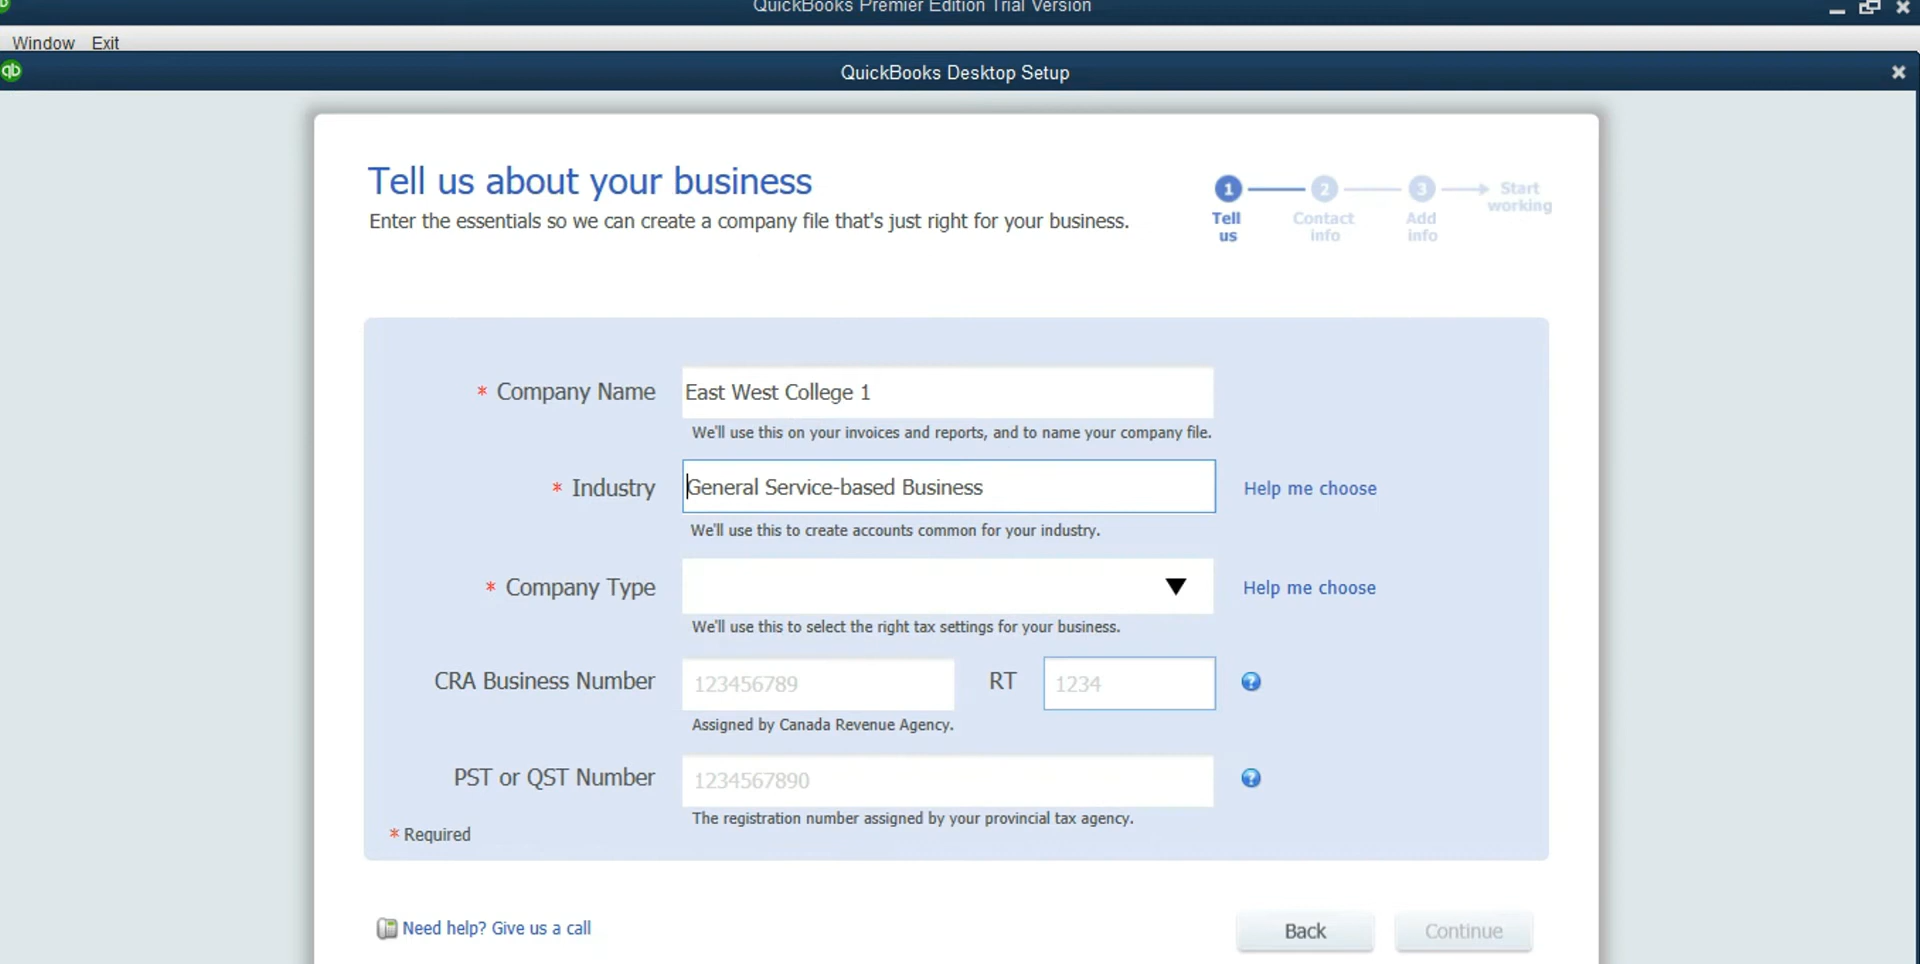 QuickBooks Premier Edition Trial Version
Window Exit
qb
QuickBooks Desktop Setup
Tell us about your business
Enter the essentials so we can create a company file that's just right for your business.
1 2 3 Start working
Tell us
Contact info
Add info
* Company Name East West College 1
We'll use this on your invoices and reports, and to name your company file.
* Industry General Service-based Business Help me choose
We'll use this to create accounts common for your industry.
* Company Type Help me choose
We'll use this to select the right tax settings for your business.
CRA Business Number 123456789 RT 1234 ?
Assigned by Canada Revenue Agency.
PST or QST Number 1234567890 ?
The registration number assigned by your provincial tax agency.
* Required
Need help? Give us a call Back Continue